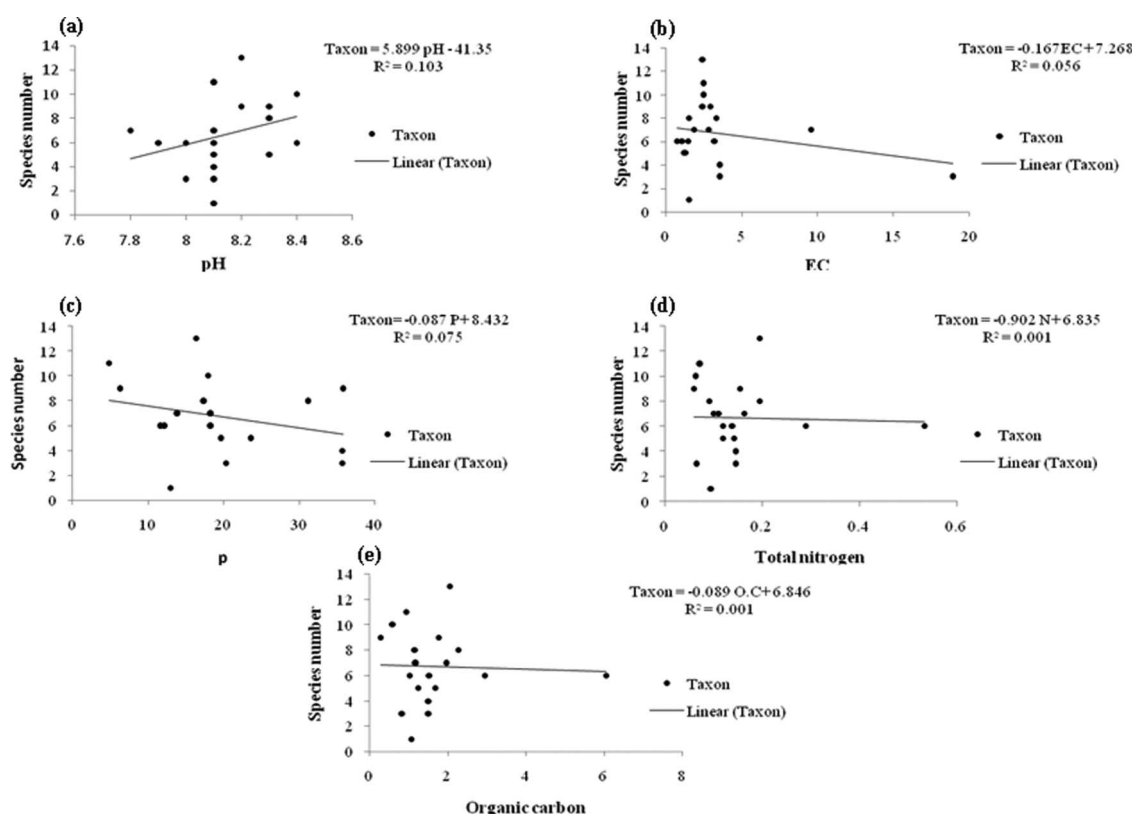 (a)
Taxon = 5.899 pH - 41.35
R² = 0.103
Species number
14
12
10
8
6
4
2
0
7.6 7.8 8 8.2 8.4 8.6
pH
Taxon
Linear (Taxon)
(b)
Taxon=-0.167EC+7.268
R² = 0.056
Species number
14
12
10
8
6
4
2
0
0 5 10 15 20
EC
Taxon
Linear (Taxon)
(c)
Taxon=-0.087 P+8.432
R² = 0.075
Species number
14
12
10
8
6
4
2
0
0 10 20 30 40
p
Taxon
Linear (Taxon)
(d)
Taxon = -0.902 N+6.835
R² = 0.001
Species number
14
12
10
8
6
4
2
0
0 0.2 0.4 0.6
Total nitrogen
Taxon
Linear (Taxon)
(e)
Taxon = -0.089 O.C+6.846
R² = 0.001
Species number
14
12
10
8
6
4
2
0
0 2 4 6 8
Organic carbon
Taxon
Linear (Taxon)